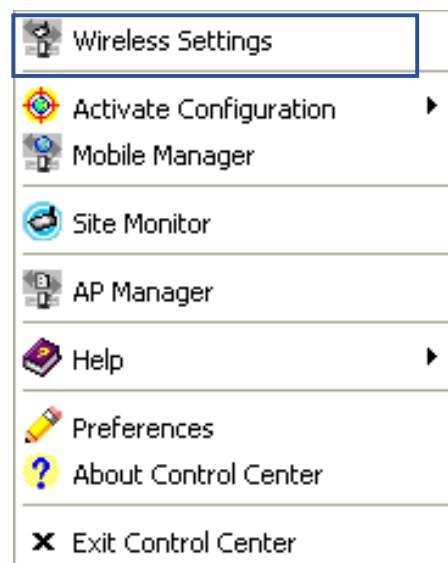 Wireless Settings
Activate Configuration
Mobile Manager
Site Monitor
AP Manager
Help
Preferences
About Control Center
Exit Control Center